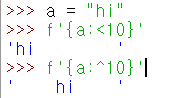 >>> a = "hi"
>>> f'{a:<10}'
'hi        '
>>> f'{a:^10}'
'    hi    '